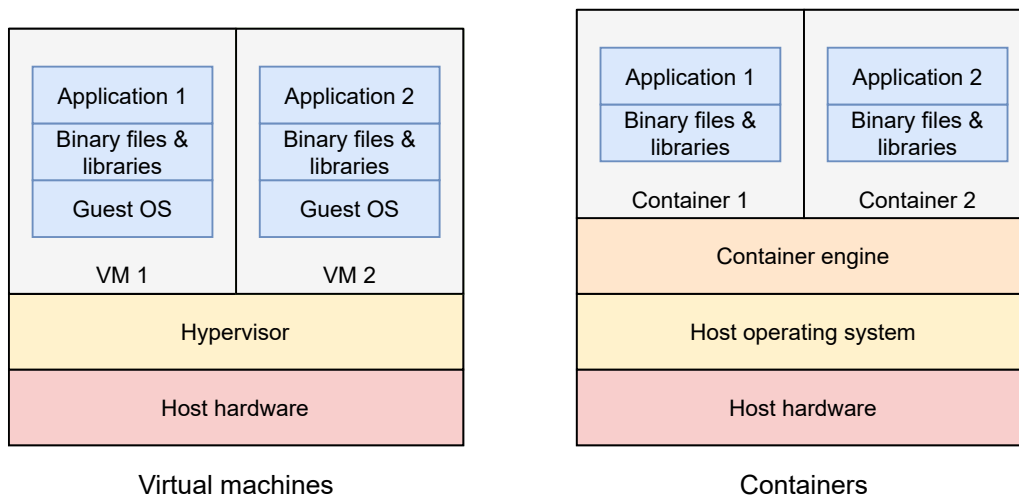 Application 1
Binary files &
libraries
Guest OS
VM 1
Application 2
Binary files &
libraries
Guest OS
VM 2
Hypervisor
Host hardware
Virtual machines
Application 1
Binary files &
libraries
Container 1
Application 2
Binary files &
libraries
Container 2
Container engine
Host operating system
Host hardware
Containers